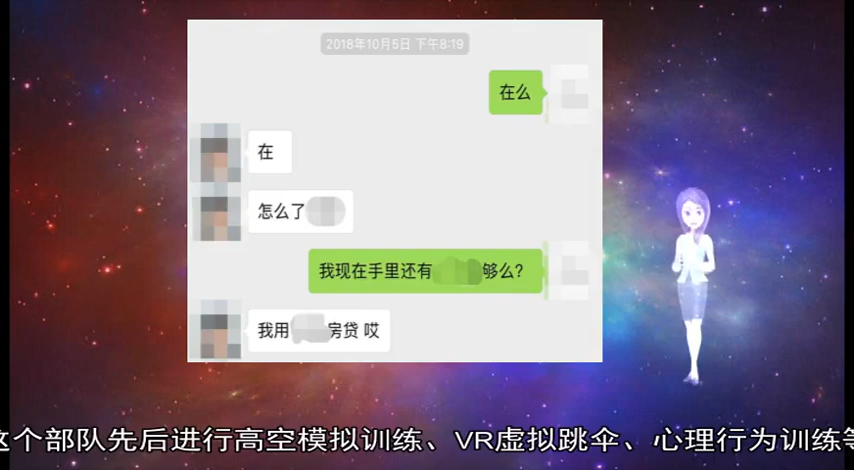 2018年10月5日 下午8:19
在么
在
怎么了
我现在手里还有 够么?
我用 房贷 哎
这个部队先后进行高空模拟训练、VR虚拟跳伞、心理行为训练等